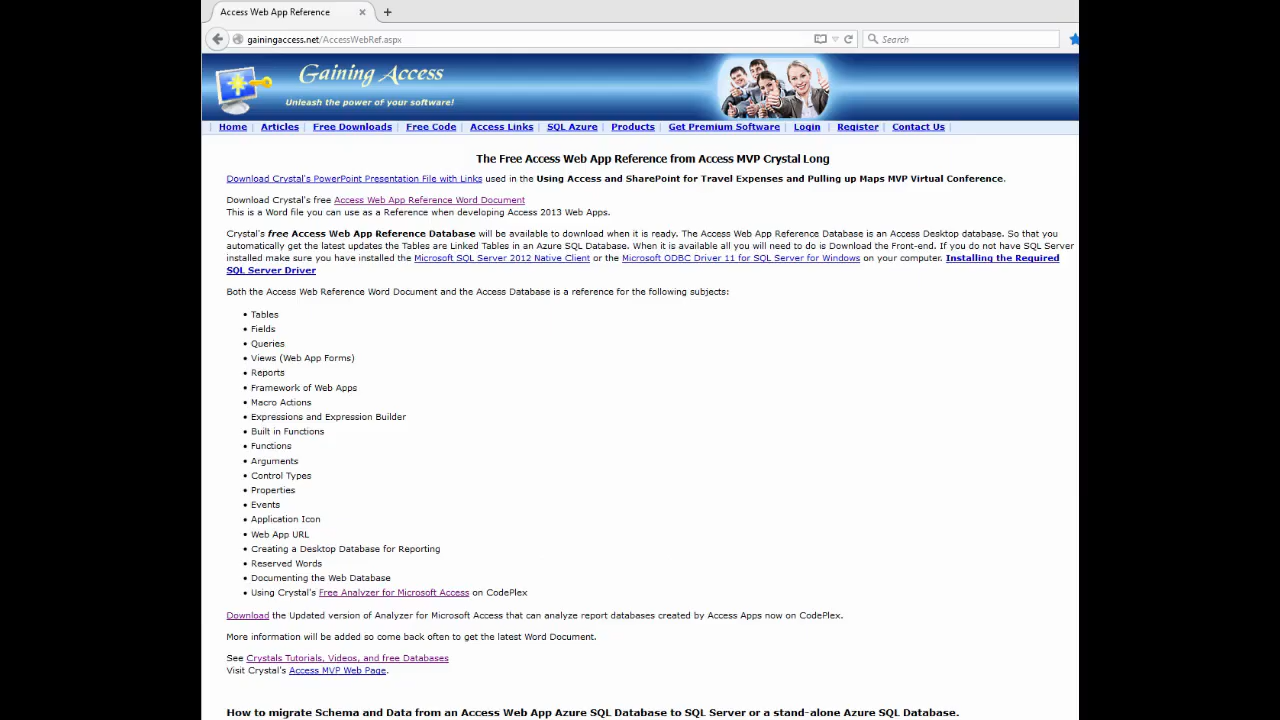 Access Web App Reference
gainingaccess.net/AccessWebRef.aspx
Search
Gaining Access
Unleash the power of your software!
Home Articles Free Downloads Free Code Access Links SQL Azure Products Get Premium Software Login Register Contact Us
The Free Access Web App Reference from Access MVP Crystal Long
Download Crystal's PowerPoint Presentation File with Links used in the Using Access and SharePoint for Travel Expenses and Pulling up Maps MVP Virtual Conference.
Download Crystal's free Access Web App Reference Word Document
This is a Word file you can use as a Reference when developing Access 2013 Web Apps.
Crystal's free Access Web App Reference Database will be available to download when it is ready. The Access Web App Reference Database is an Access Desktop database. So that you
automatically get the latest updates the Tables are Linked Tables in an Azure SQL Database. When it is available all you will need to do is Download the Front-end. If you do not have SQL Server
installed make sure you have installed the Microsoft SQL Server 2012 Native Client or the Microsoft ODBC Driver 11 for SQL Server for Windows on your computer. Installing the Required
SQL Server Driver
Both the Access Web Reference Word Document and the Access Database is a reference for the following subjects:
• Tables
• Fields
• Queries
• Views (Web App Forms)
• Reports
• Framework of Web Apps
• Macro Actions
• Expressions and Expression Builder
• Built in Functions
• Functions
• Arguments
• Control Types
• Properties
• Events
• Application Icon
• Web App URL
• Creating a Desktop Database for Reporting
• Reserved Words
• Documenting the Web Database
• Using Crystal's Free Analyzer for Microsoft Access on CodePlex
Download the Updated version of Analyzer for Microsoft Access that can analyze report databases created by Access Apps now on CodePlex.
More information will be added so come back often to get the latest Word Document.
See Crystals Tutorials, Videos, and free Databases
Visit Crystal's Access MVP Web Page.
How to migrate Schema and Data from an Access Web App Azure SQL Database to SQL Server or a stand-alone Azure SQL Database.